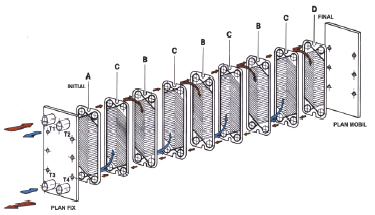 FINAL
D
C
B
C
B
C
B
C
A
INITIAL
T1
T2
T3
T4
PLAN MOBIL
PLAN FIX